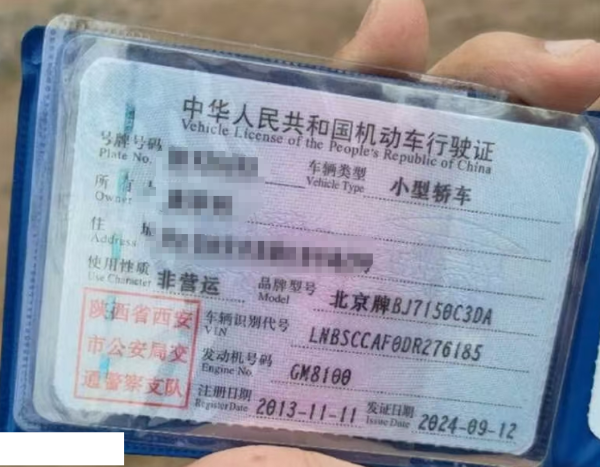 中华人民共和国机动车行驶证
Vehicle License of the People's Republic of China
号牌号码
Plate No.
车辆类型 小型轿车
Vehicle Type
所有人
Owner
住址
Address
使用性质 非营运
Use Character
品牌型号 北京牌BJ7150C3DA
Model
陕西省西安
市公安局交
通警察支队
车辆识别代号 LNBSCCAF0DR276185
VIN
发动机号码 GM8100
Engine No.
注册日期 2013-11-11
Register Date
发证日期 2024-09-12
Issue Date